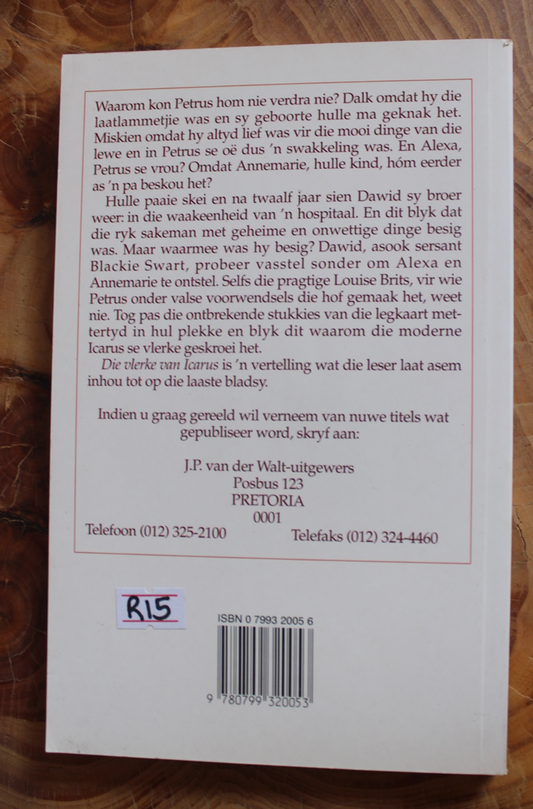 Waarom kon Petrus hom nie verdra nie? Dalk omdat hy die
laatlammetjie was en sy geboorte hulle ma geknak het.
Miskien omdat hy altyd lief was vir die mooi dinge van die
lewe en in Petrus se oë dus 'n swakkeling was. En Alexa,
Petrus se vrou? Omdat Annemarie, hulle kind, hóm eerder
as 'n pa beskou het?
Hulle paaie skei en na twaalf jaar sien Dawid sy broer
weer: in die waakeenheid van 'n hospitaal. En dit blyk dat
die ryk sakeman met geheime en onwettige dinge besig
was. Maar waarmee was hy besig? Dawid, asook sersant
Blackie Swart, probeer vasstel sonder om Alexa en
Annemarie te ontstel. Selfs die pragtige Louise Brits, vir wie
Petrus onder valse voorwendsels die hof gemaak het, weet
nie. Tog pas die ontbrekende stukkies van die legkaart met-
tertyd in hul plekke en blyk dit waarom die moderne
Icarus se vlerke geskroei het.
Die vlerke van Icarus is 'n vertelling wat die leser laat asem
inhou tot op die laaste bladsy.
Indien u graag gereeld wil verneem van nuwe titels wat
gepubliseer word, skryf aan:
J.P. van der Walt-uitgewers
Posbus 123
PRETORIA
0001
Telefoon (012) 325-2100 Telefaks (012) 324-4460
R15
ISBN 0 7993 2005 6
9 780799 320053